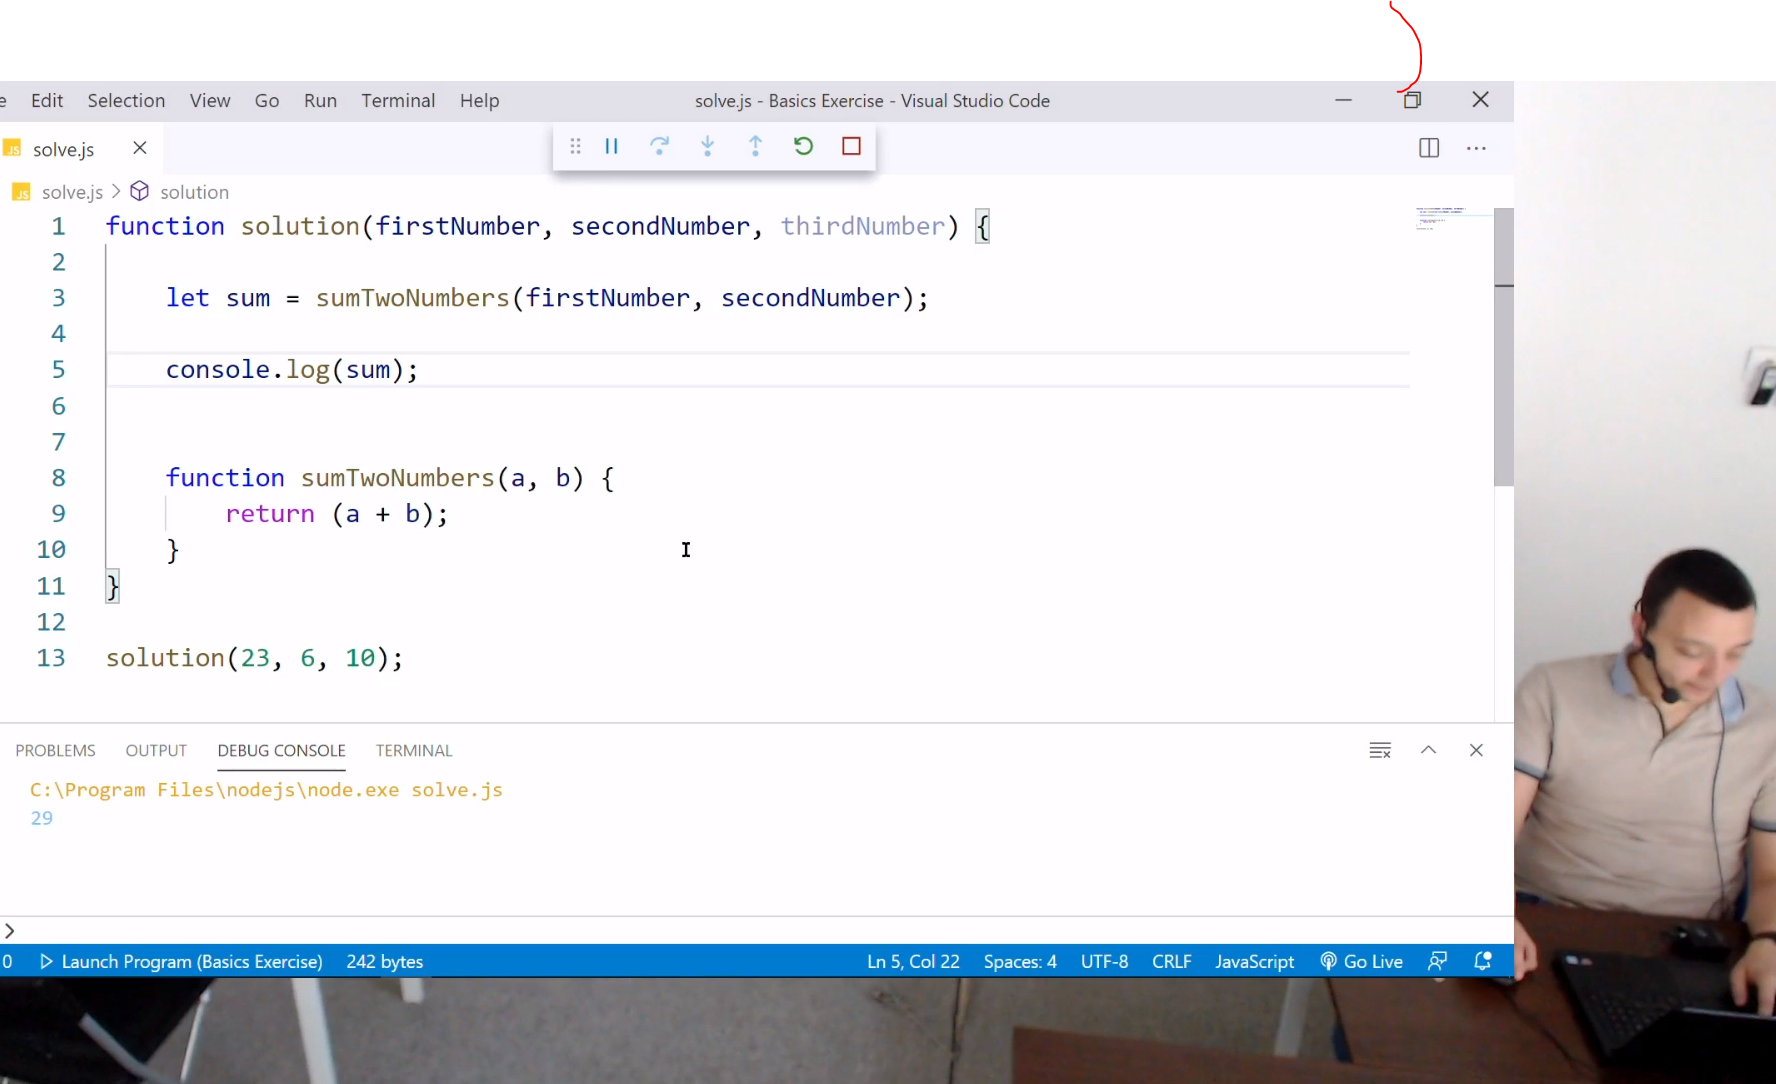 Edit Selection View Go Run Terminal Help solve.js - Basics Exercise - Visual Studio Code
JS solve.js
JS solve.js > solution
1 function solution(firstNumber, secondNumber, thirdNumber) {
2
3 let sum = sumTwoNumbers(firstNumber, secondNumber);
4
5 console.log(sum);
6
7
8 function sumTwoNumbers(a, b) {
9 return (a + b);
10 }
11 }
12
13 solution(23, 6, 10);
PROBLEMS OUTPUT DEBUG CONSOLE TERMINAL
C:\Program Files\nodejs\node.exe solve.js
29
>
0 Launch Program (Basics Exercise) 242 bytes Ln 5, Col 22 Spaces: 4 UTF-8 CRLF JavaScript Go Live